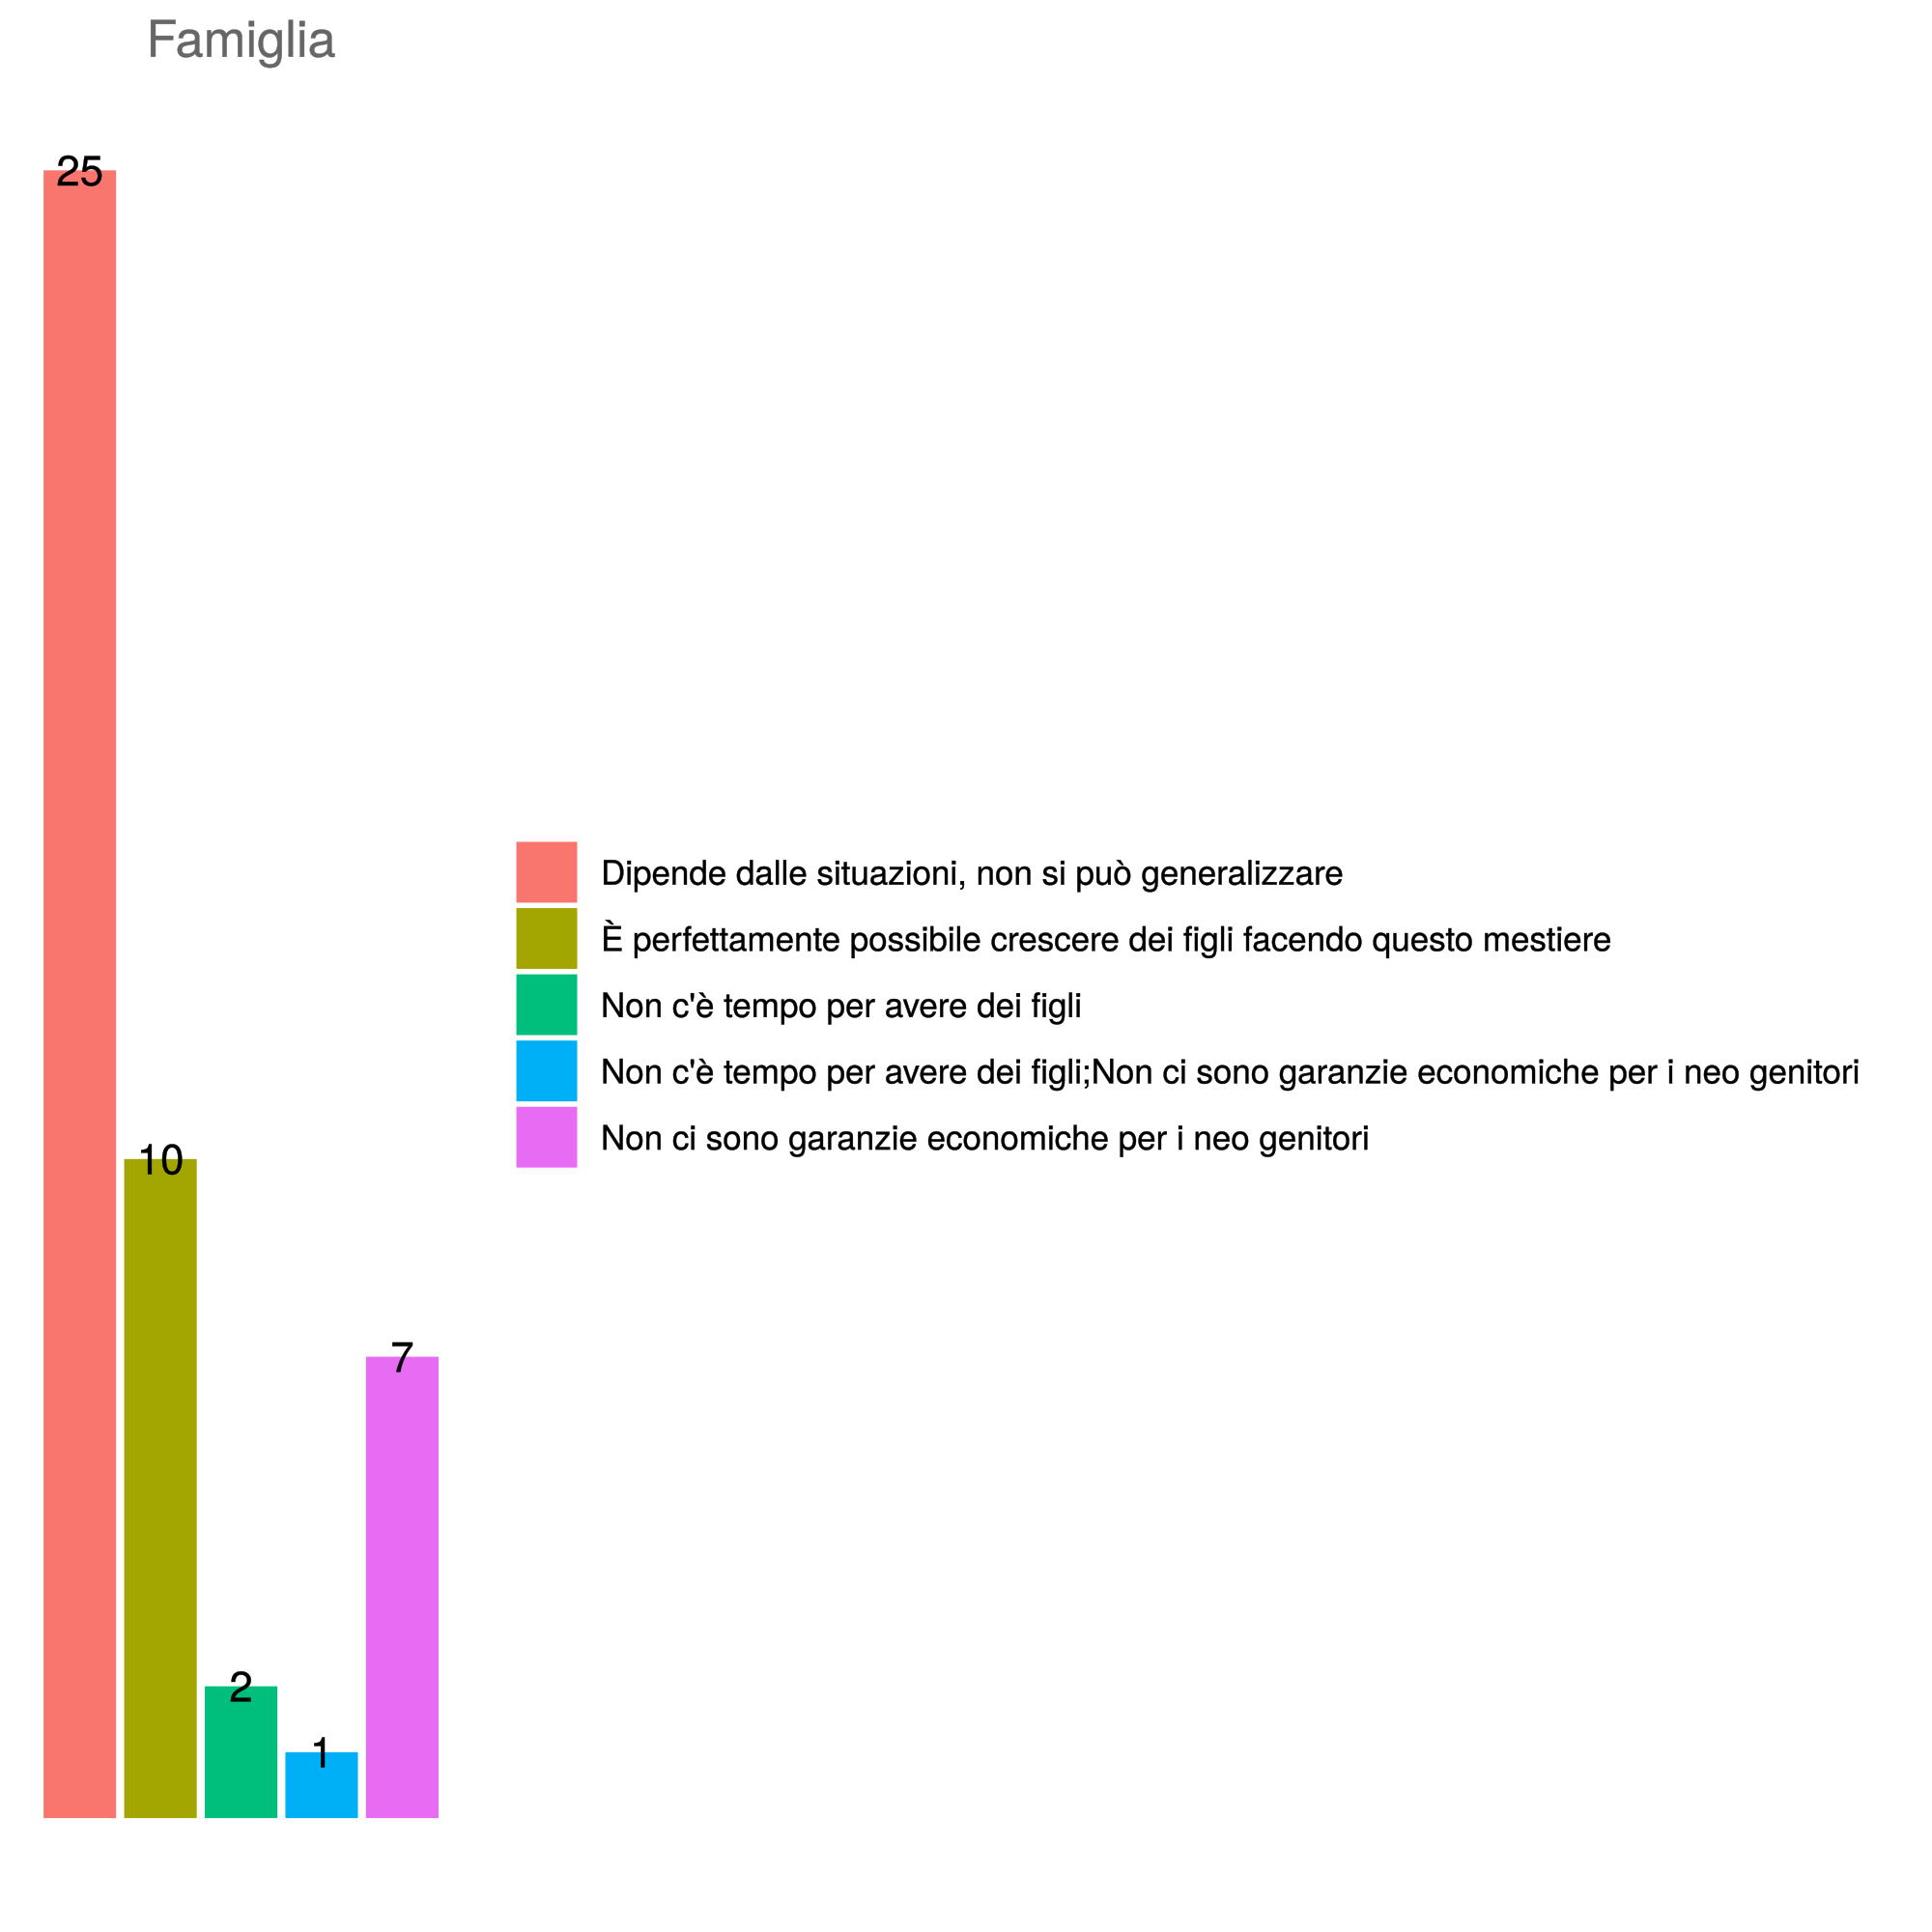 Famiglia
25
10
2
1
7
Dipende dalle situazioni, non si può generalizzare
È perfettamente possibile crescere dei figli facendo questo mestiere
Non c'è tempo per avere dei figli
Non c'è tempo per avere dei figli;Non ci sono garanzie economiche per i neo genitori
Non ci sono garanzie economiche per i neo genitori